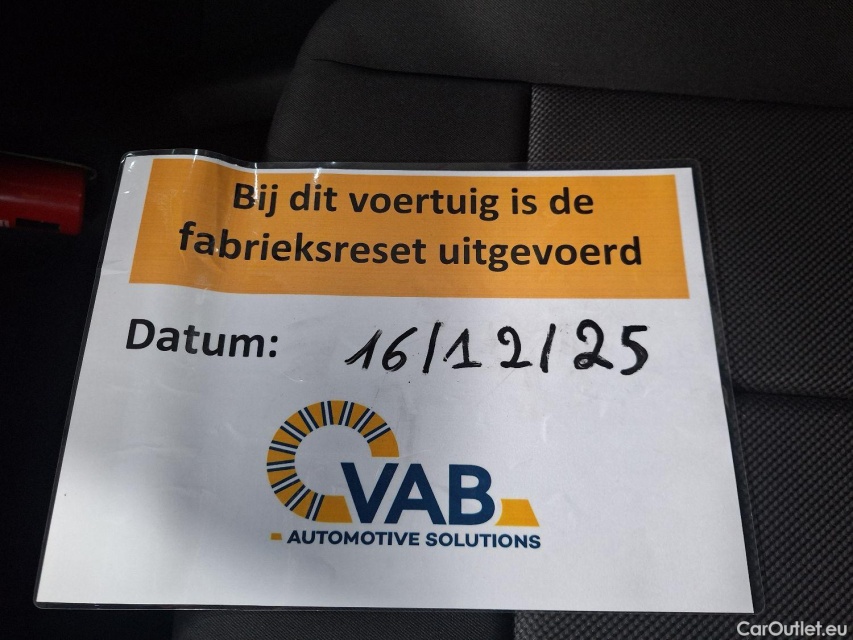 Bij dit voertuig is de
fabrieksreset uitgevoerd
Datum: 16/12/25
VAB
AUTOMOTIVE SOLUTIONS
CarOutlet.eu